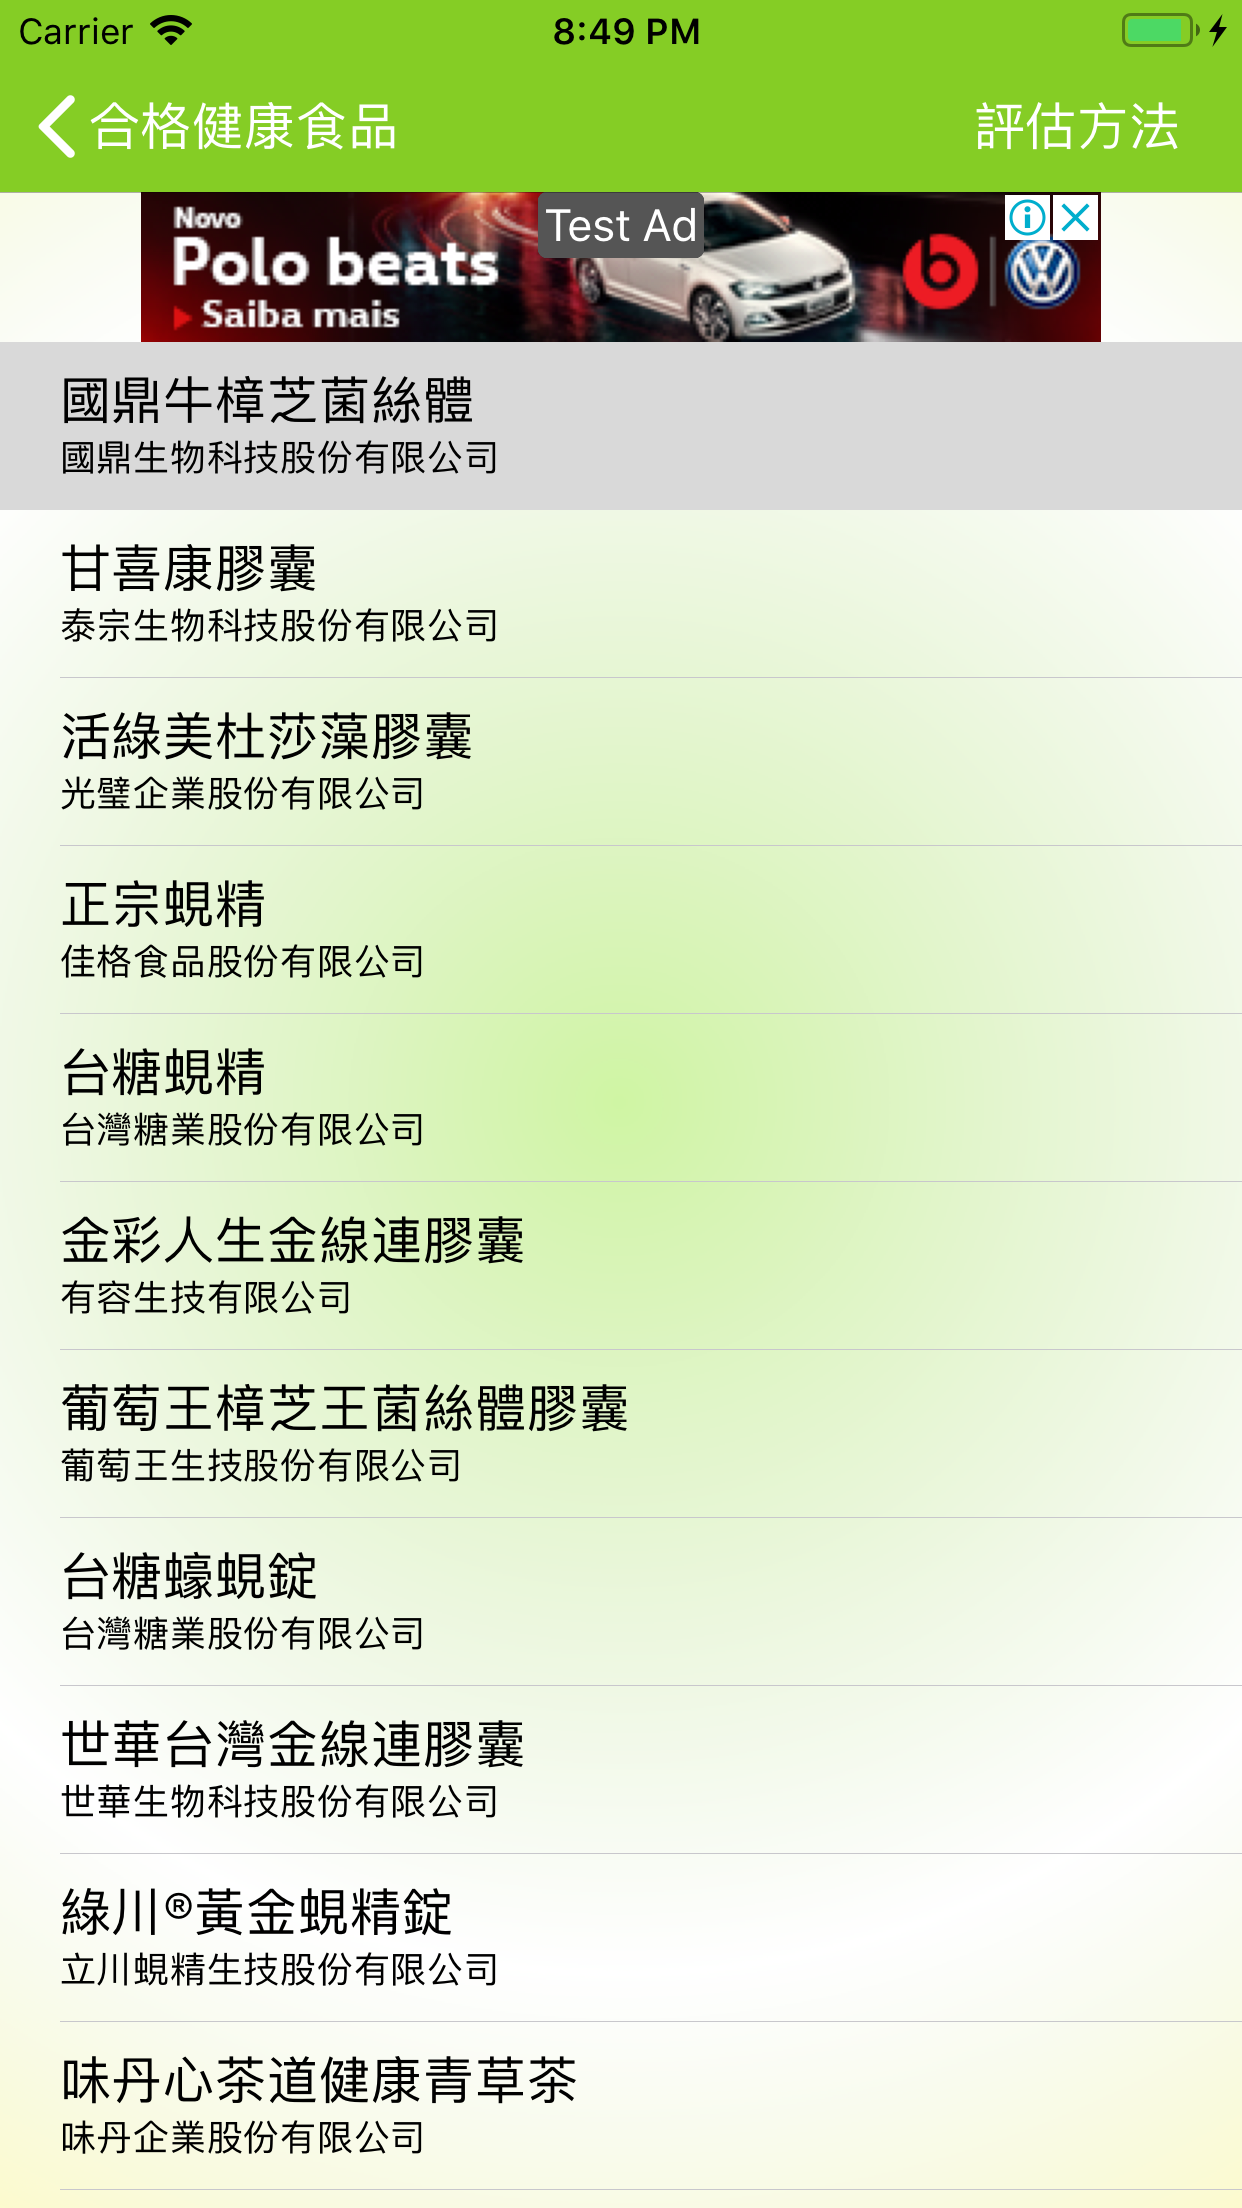 Carrier
8:49 PM
合格健康食品
評估方法
Novo
Polo beats
Saiba mais
Test Ad
國鼎牛樟芝菌絲體
國鼎生物科技股份有限公司
甘喜康膠囊
泰宗生物科技股份有限公司
活綠美杜莎藻膠囊
光璧企業股份有限公司
正宗蜆精
佳格食品股份有限公司
台糖蜆精
台灣糖業股份有限公司
金彩人生金線連膠囊
有容生技有限公司
葡萄王樟芝王菌絲體膠囊
葡萄王生技股份有限公司
台糖蠔蜆錠
台灣糖業股份有限公司
世華台灣金線連膠囊
世華生物科技股份有限公司
綠川®黃金蜆精錠
立川蜆精生技股份有限公司
味丹心茶道健康青草茶
味丹企業股份有限公司